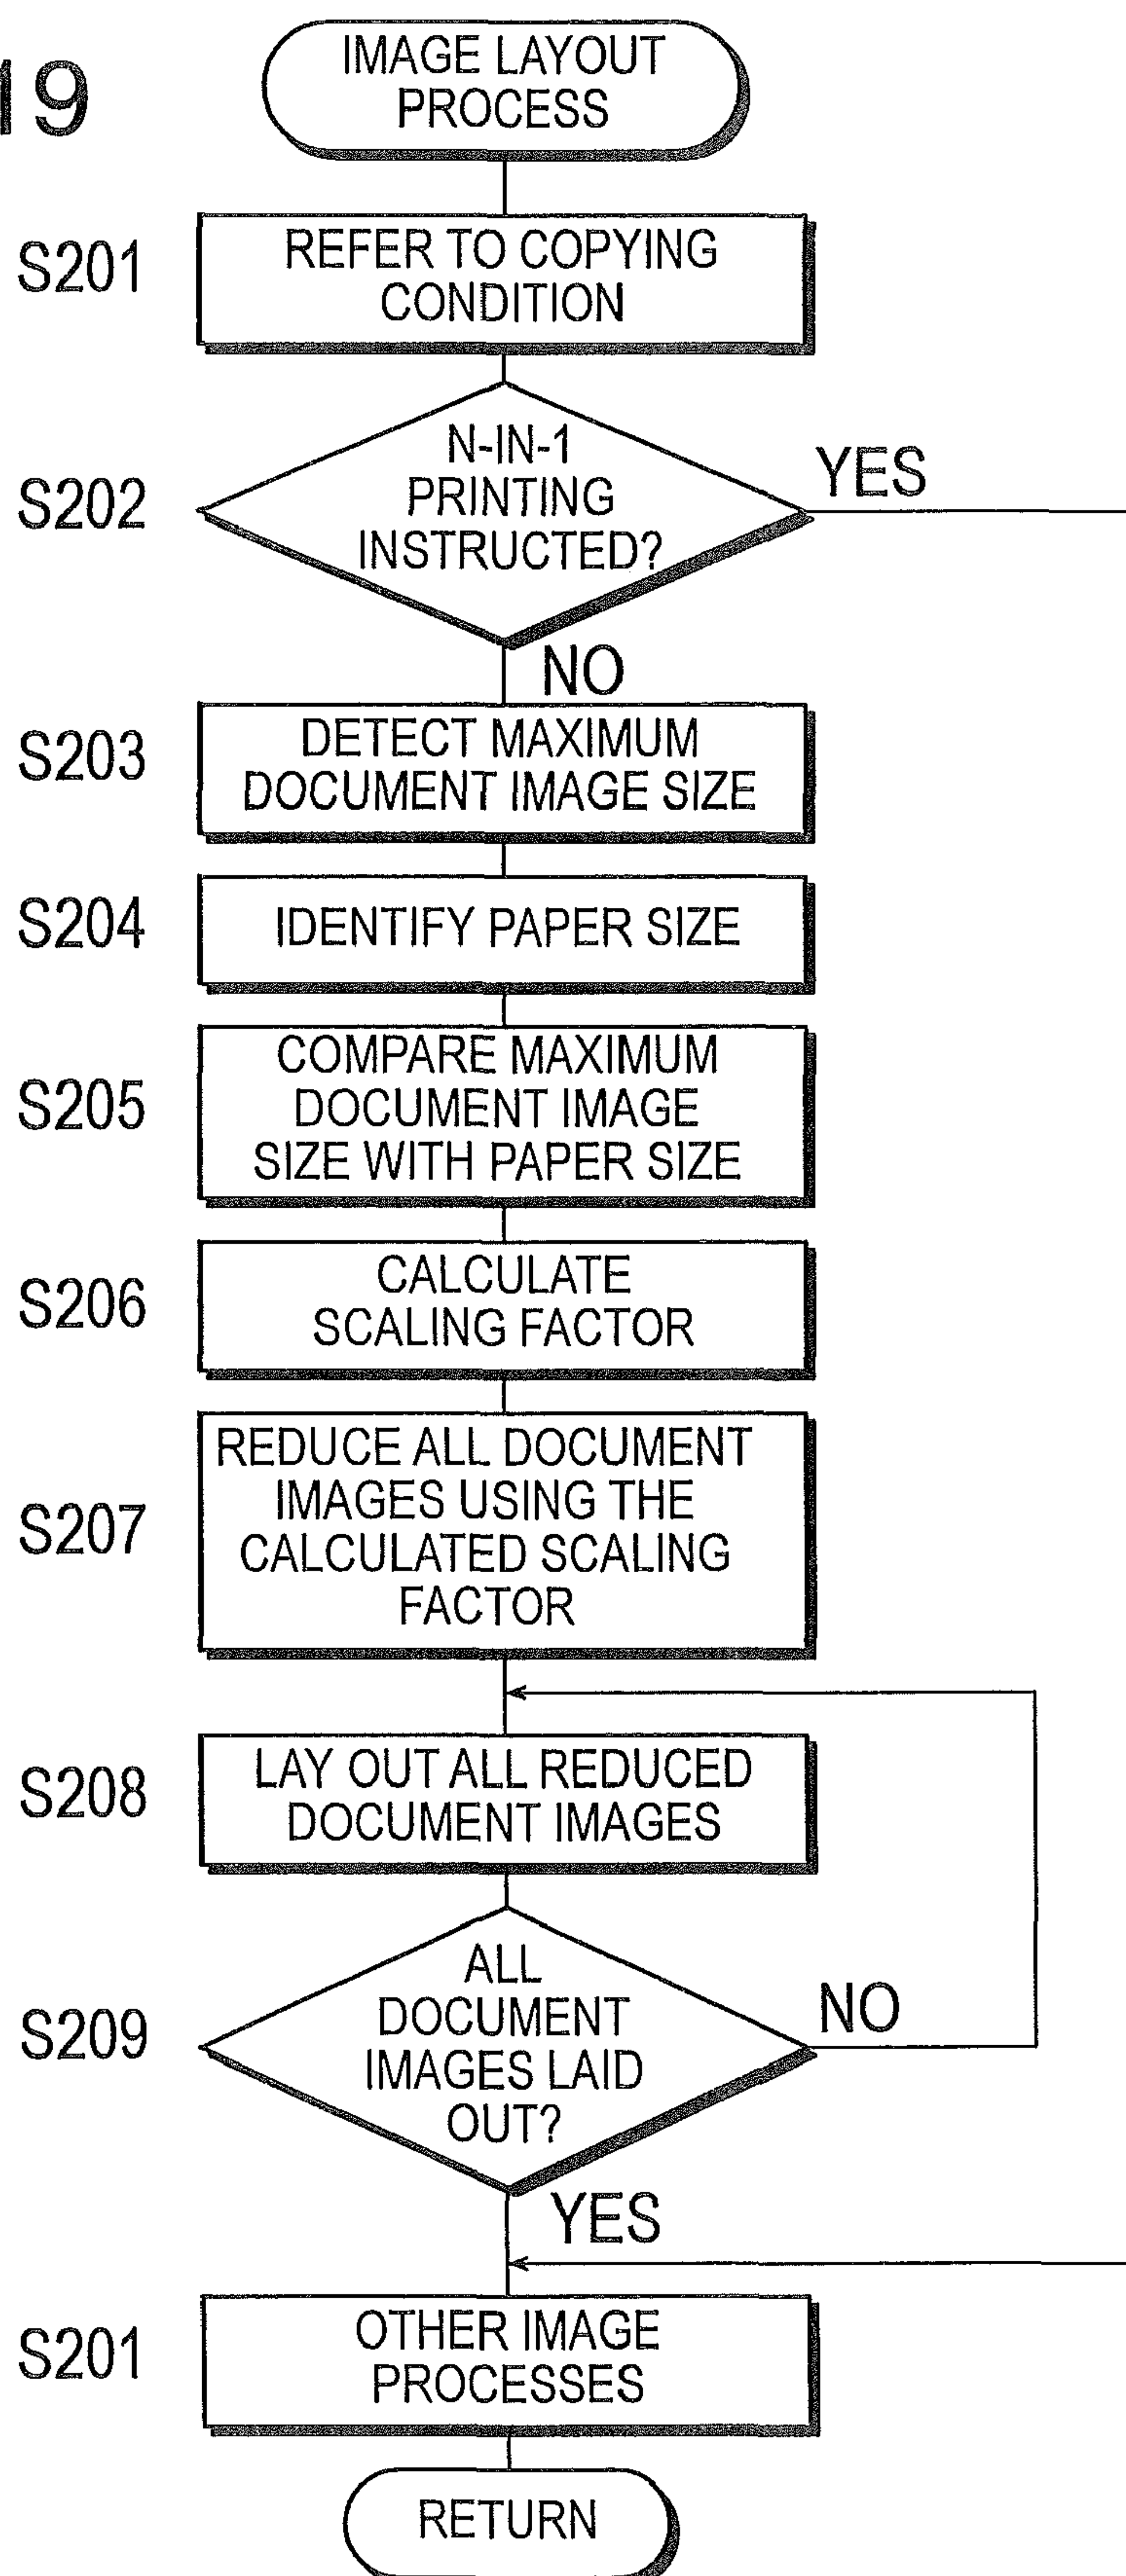 19
IMAGE LAYOUT
PROCESS
S201
REFER TO COPYING
CONDITION
S202
N-IN-1
PRINTING
INSTRUCTED?
YES
NO
S203
DETECT MAXIMUM
DOCUMENT IMAGE SIZE
S204
IDENTIFY PAPER SIZE
S205
COMPARE MAXIMUM
DOCUMENT IMAGE
SIZE WITH PAPER SIZE
S206
CALCULATE
SCALING FACTOR
S207
REDUCE ALL DOCUMENT
IMAGES USING THE
CALCULATED SCALING
FACTOR
S208
LAY OUT ALL REDUCED
DOCUMENT IMAGES
S209
ALL
DOCUMENT
IMAGES LAID
OUT?
NO
YES
S201
OTHER IMAGE
PROCESSES
RETURN